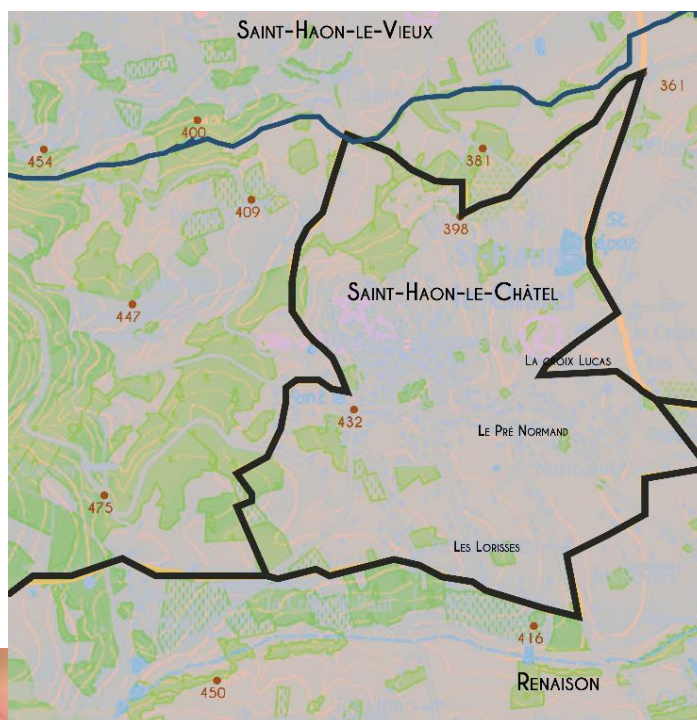 SAINT-HAON-LE-VIEUX
361
400
454
381
409
398
SAINT-HAON-LE-CHÂTEL
447
LA CROIX LUCAS
432
LE PRÉ NORMAND
475
LES LORISSES
416
450
RENAISON